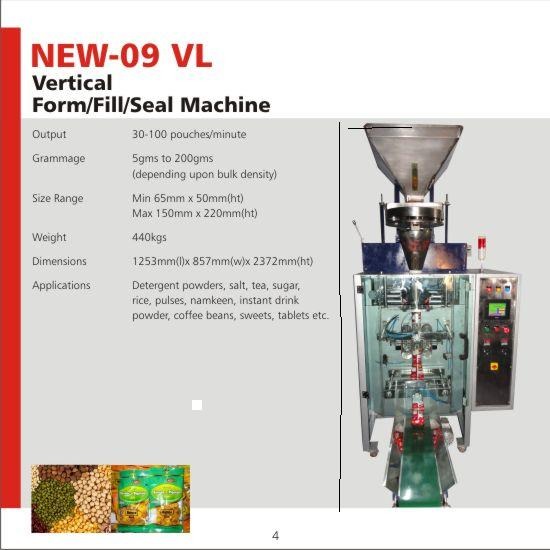 NEW-09 VL
Vertical
Form/Fill/Seal Machine
Output 30-100 pouches/minute
Grammage 5gms to 200gms
(depending upon bulk density)
Size Range Min 65mm x 50mm(ht)
Max 150mm x 220mm(ht)
Weight 440kgs
Dimensions 1253mm(l)x 857mm(w)x 2372mm(ht)
Applications Detergent powders, salt, tea, sugar,
rice, pulses, namkeen, instant drink
powder, coffee beans, sweets, tablets etc.
4